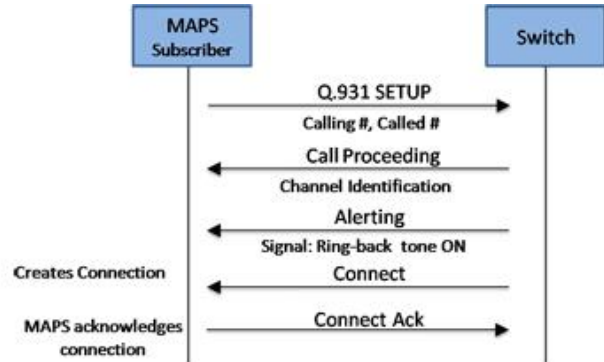 MAPS
Subscriber
Switch
Q.931 SETUP
Calling #, Called #
Call Proceeding
Channel Identification
Alerting
Signal: Ring-back tone ON
Creates Connection
Connect
MAPS acknowledges
connection
Connect Ack